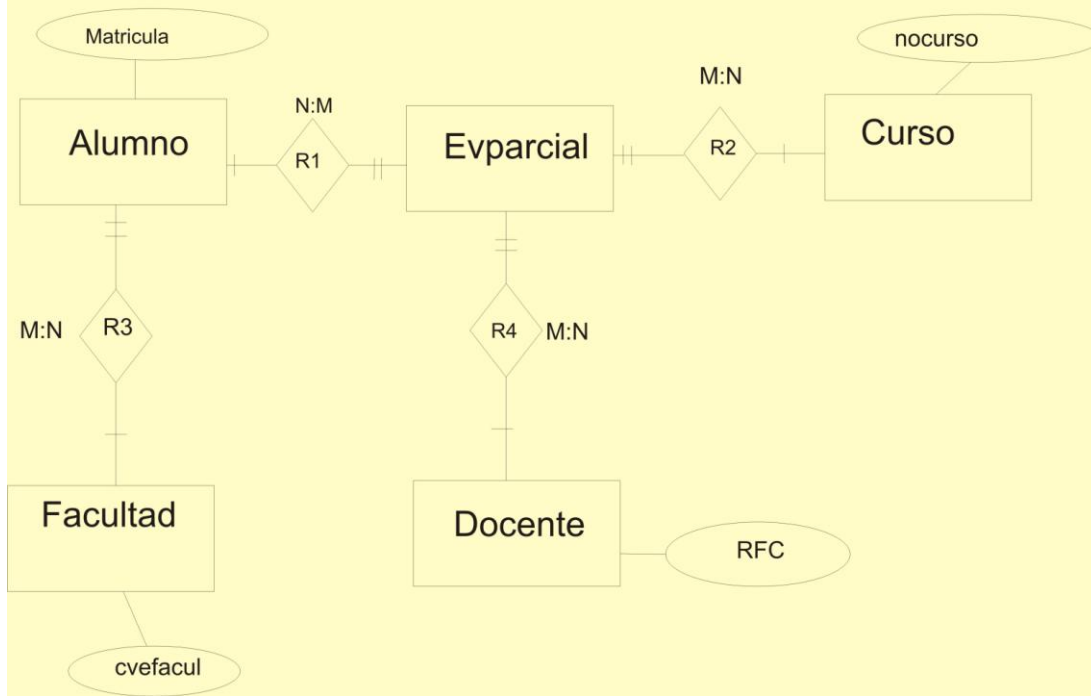 Matricula
nocurso
M:N
N:M
Alumno
R1
Evparcial
R2
Curso
M:N
R3
R4
M:N
Facultad
Docente
RFC
cvefacul